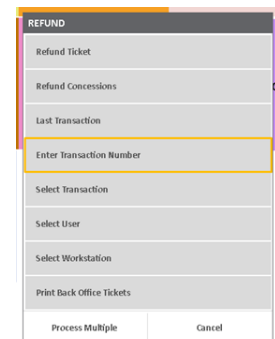 REFUND
Refund Ticket
Refund Concessions
Last Transaction
Enter Transaction Number
Select Transaction
Select User
Select Workstation
Print Back Office Tickets
Process Multiple
Cancel